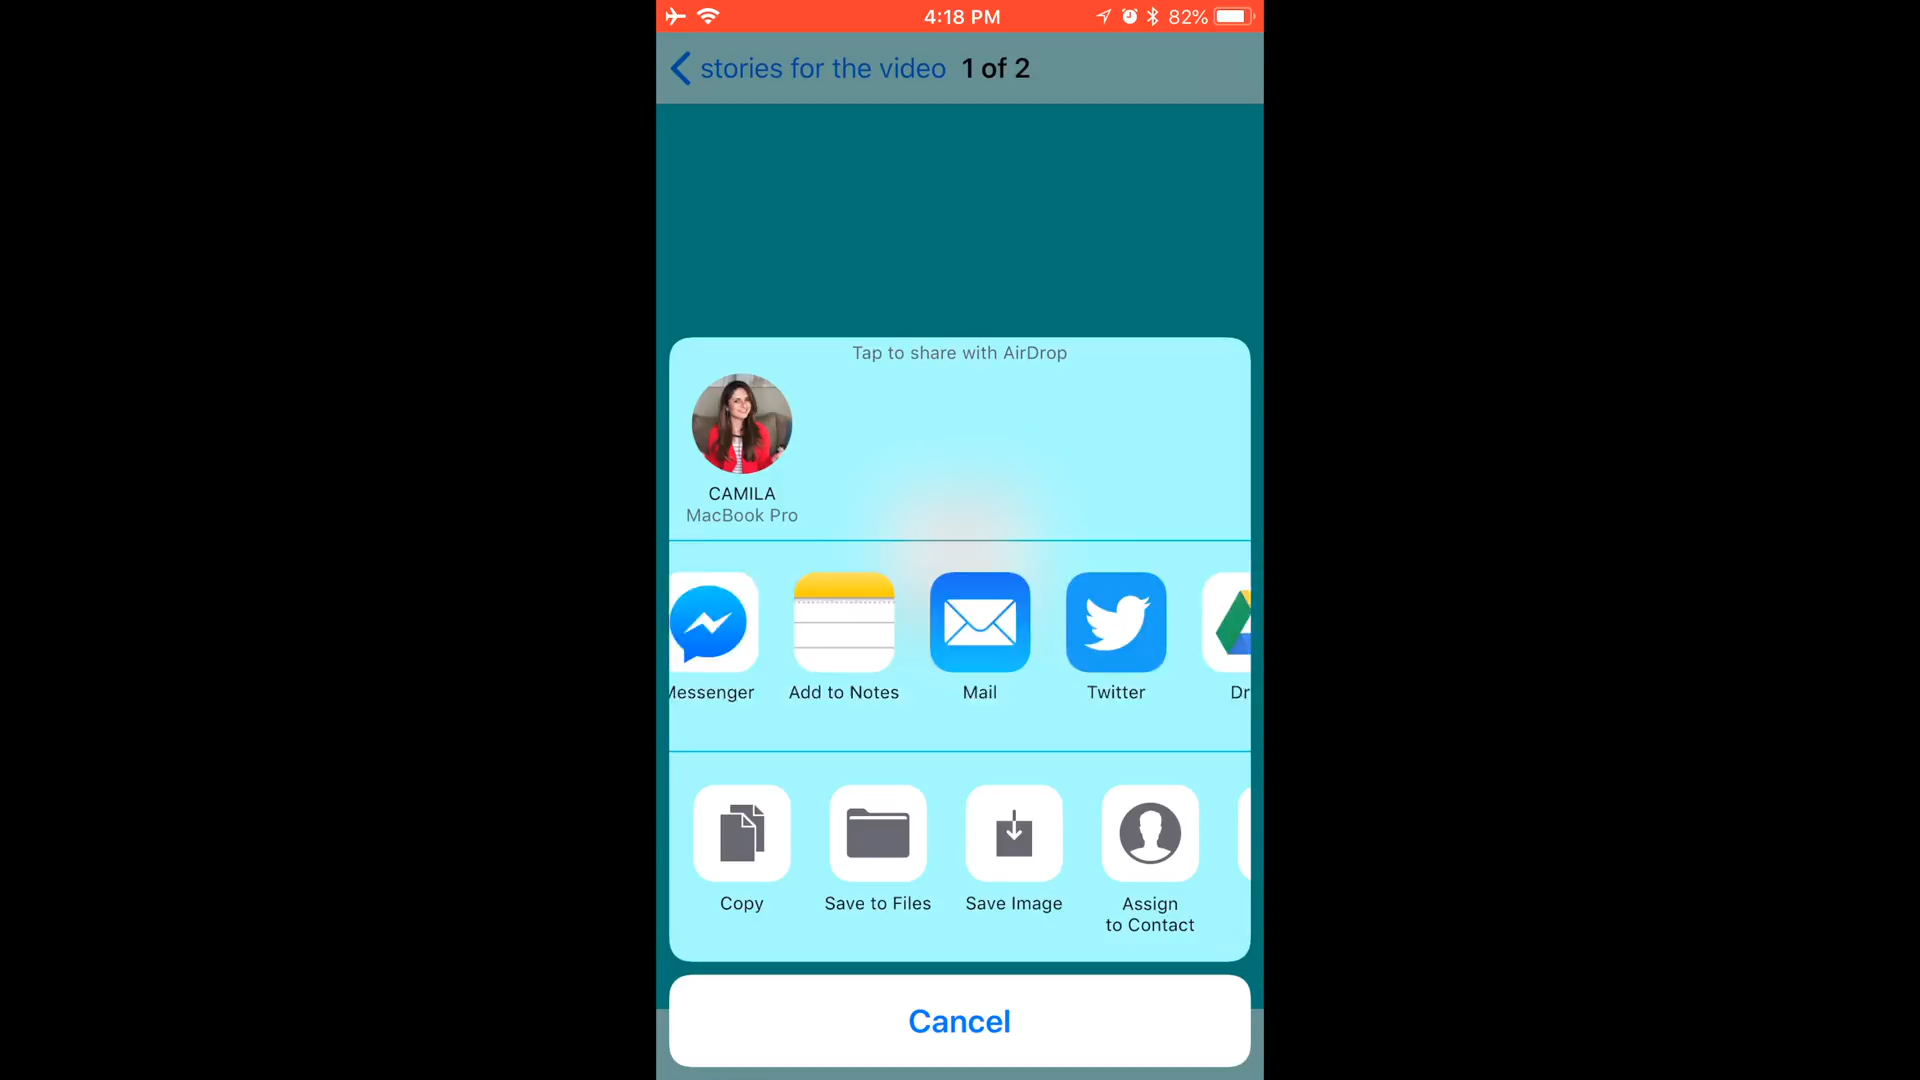 4:18 PM
82%
stories for the video 1 of 2
Tap to share with AirDrop
CAMILA
MacBook Pro
Messenger
Add to Notes
Mail
Twitter
Dr
Copy
Save to Files
Save Image
Assign
to Contact
Cancel